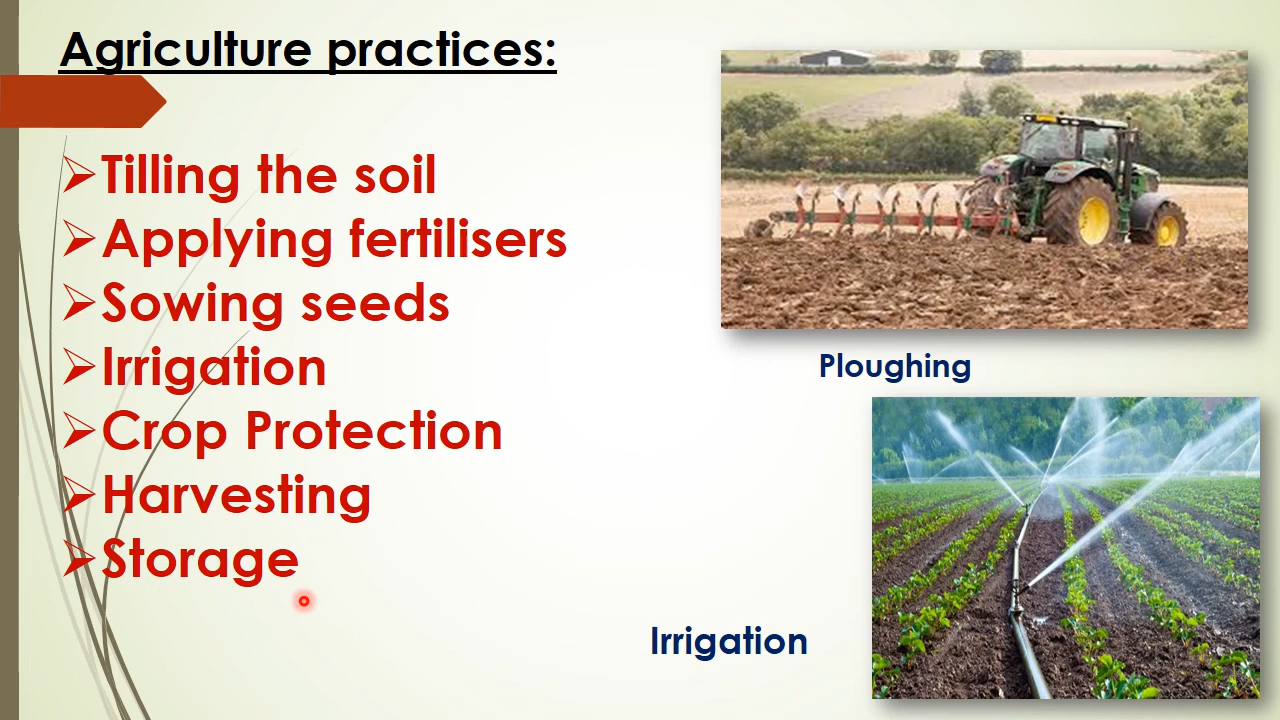 Agriculture practices:
Tilling the soil
Applying fertilisers
Sowing seeds
Irrigation
Crop Protection
Harvesting
Storage
Ploughing
Irrigation